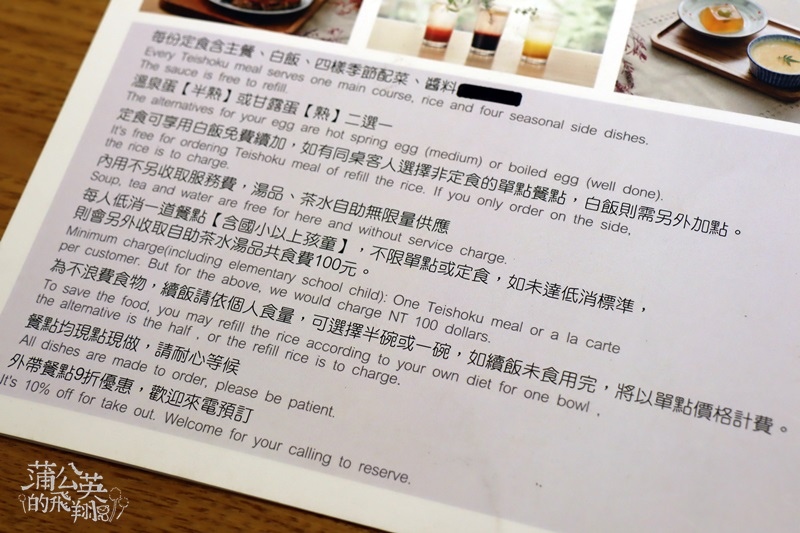 每份定食含主餐、白飯、四樣季節配菜、醬料
Every Teishoku meal serves one main course, rice and four seasonal side dishes.
The sauce is free to refill.
溫泉蛋【半熟】或甘露蛋【熟】二選一
The alternatives for your egg are hot spring egg (medium) or boiled egg (well done).
定食可享用白飯免費續加，如有同桌客人選擇非定食的單點餐點，白飯則需另外加點。
It's free for ordering Teishoku meal of refill the rice. If you only order on the side,
the rice is to charge.
內用不另收取服務費，湯品、茶水自助無限量供應
Soup, tea and water are free for here and without service charge.
每人低消一道餐點【含國小以上孩童】，不限單點或定食，如未達低消標準，
則會另外收取自助茶水湯品共食費100元。
Minimum charge(including elementary school child): One Teishoku meal or a la carte
per customer. But for the above, we would charge NT 100 dollars.
為不浪費食物，續飯請依個人食量，可選擇半碗或一碗，如續飯未食用完，將以單點價格計費。
To save the food, you may refill the rice according to your own diet for one bowl ,
the alternative is the half , or the refill rice is to charge.
餐點均現點現做，請耐心等候
All dishes are made to order, please be patient.
外帶餐點9折優惠，歡迎來電預訂
It's 10% off for take out. Welcome for your calling to reserve.
蒲公英
的飛翔